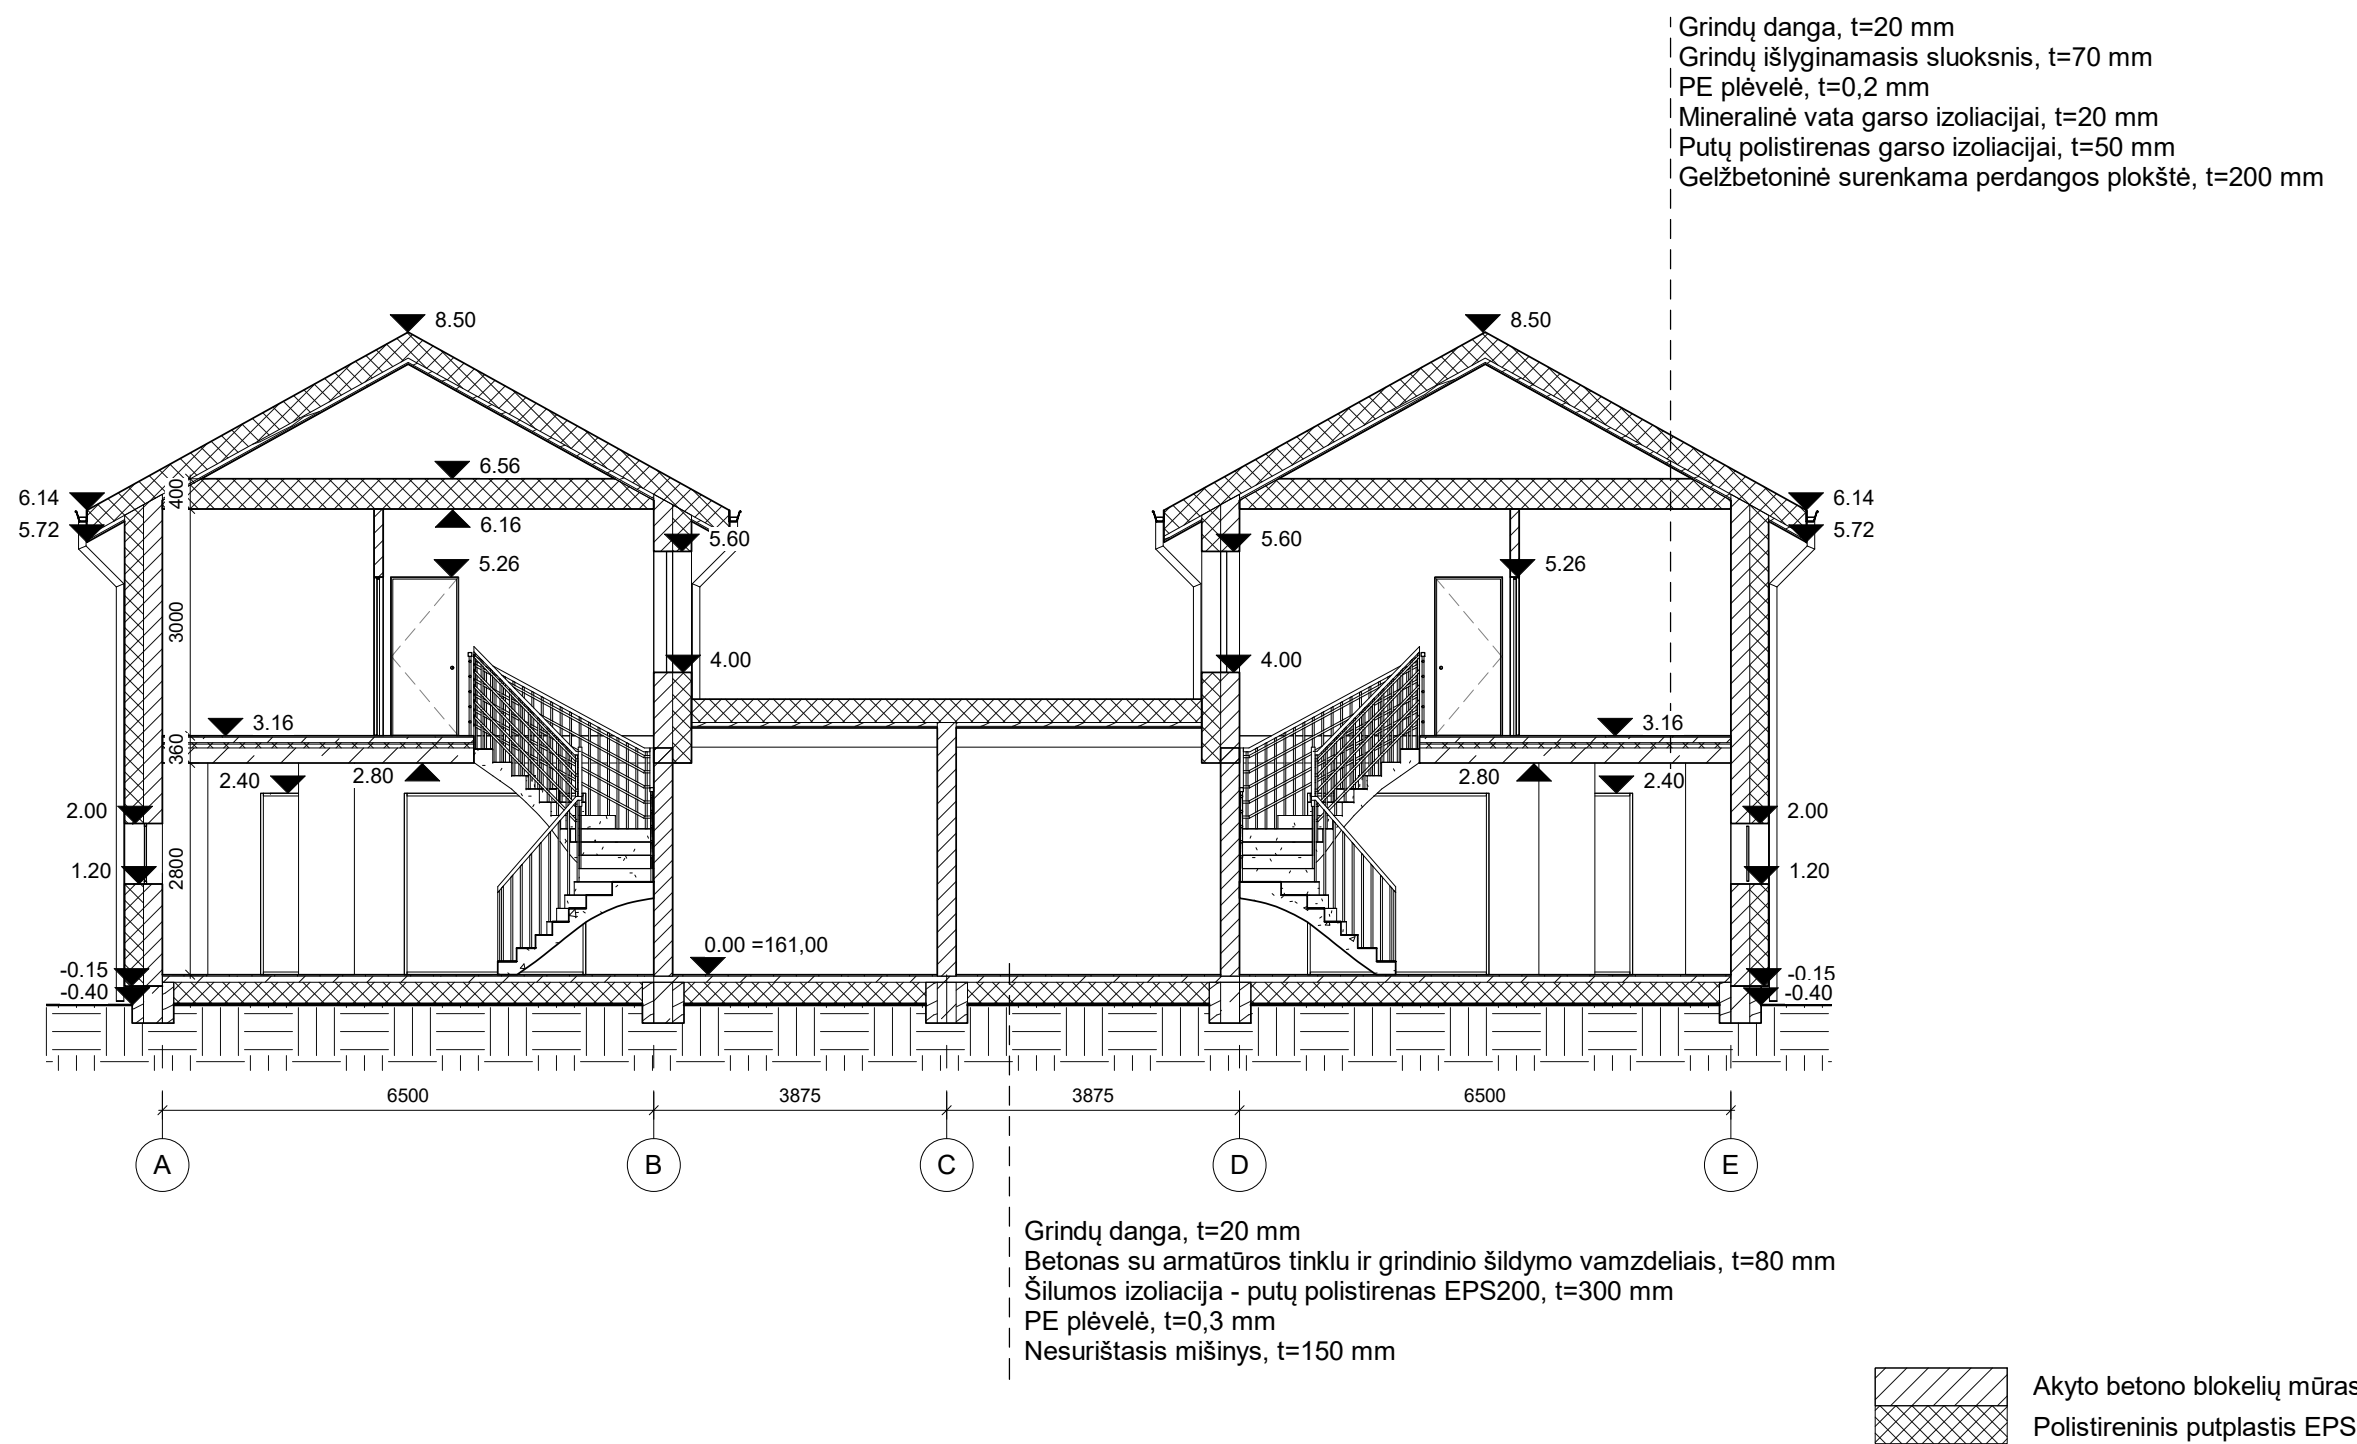 Grindų danga, t=20 mm
Grindų išlyginamasis sluoksnis, t=70 mm
PE plėvelė, t=0,2 mm
Mineralinė vata garso izoliacijai, t=20 mm
Putų polistirenas garso izoliacijai, t=50 mm
Gelžbetoninė surenkama perdangos plokštė, t=200 mm
8.50
8.50
6.56
6.14
400
6.14
6.16
5.72
5.60
5.60
5.72
5.26
5.26
3000
4.00
4.00
3.16
3.16
360
2.40
2.80
2.80
2.40
2.00
2.00
1.20
2800
1.20
0.00 =161,00
-0.15
-0.15
-0.40
-0.40
6500
3875
3875
6500
A
B
C
D
E
Grindų danga, t=20 mm
Betonas su armatūros tinklu ir grindinio šildymo vamzdeliais, t=80 mm
Šilumos izoliacija - putų polistirenas EPS200, t=300 mm
PE plėvelė, t=0,3 mm
Nesurištasis mišinys, t=150 mm
Akyto betono blokelių mūras
Polistireninis putplastis EPS